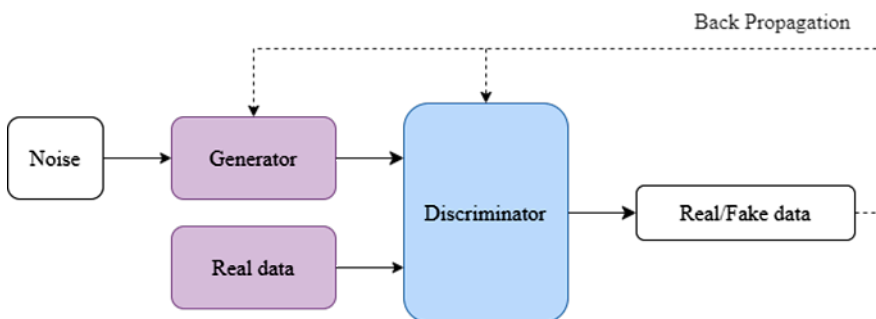 Back Propagation
Noise
Generator
Real data
Discriminator
Real/Fake data